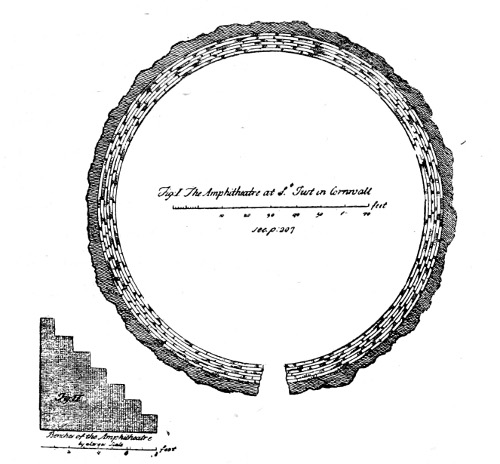 Fig. I The Amphitheatre at St. Just in Cornwall
10 20 30 40 50 70 feet
see p. 207
Fig. II
Benches of the Amphitheatre
by a larger Scale
2 4 6 8 feet